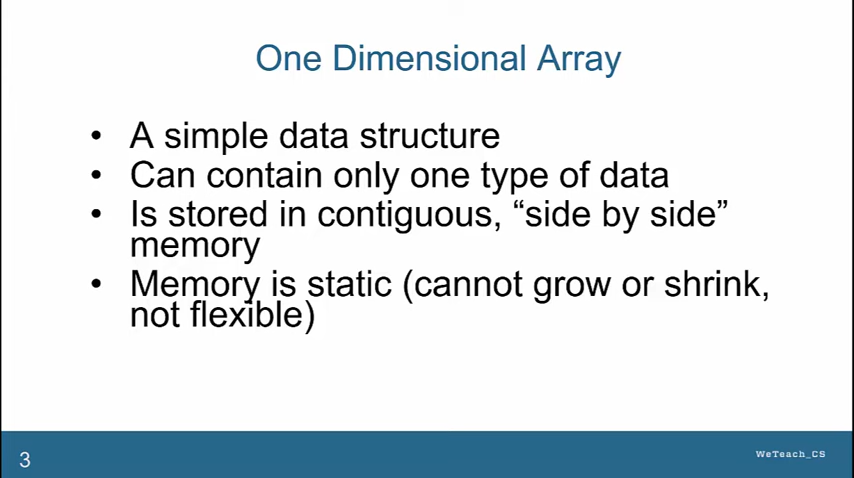 One Dimensional Array
• A simple data structure
• Can contain only one type of data
• Is stored in contiguous, “side by side”
memory
• Memory is static (cannot grow or shrink,
not flexible)
3
WeTeach_CS